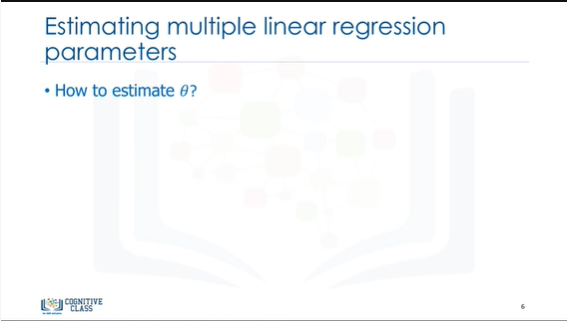 Estimating multiple linear regression
parameters
• How to estimate θ?
COGNITIVE
CLASS
6